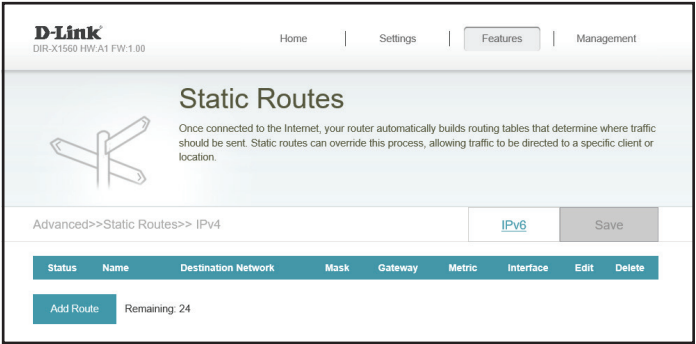 D-Link
DIR-X1560 HW:A1 FW:1.00
Home | Settings | Features | Management
Static Routes
Once connected to the Internet, your router automatically builds routing tables that determine where traffic
should be sent. Static routes can override this process, allowing traffic to be directed to a specific client or
location.
Advanced>>Static Routes>> IPv4 IPv6 Save
Status Name Destination Network Mask Gateway Metric Interface Edit Delete
Add Route Remaining: 24